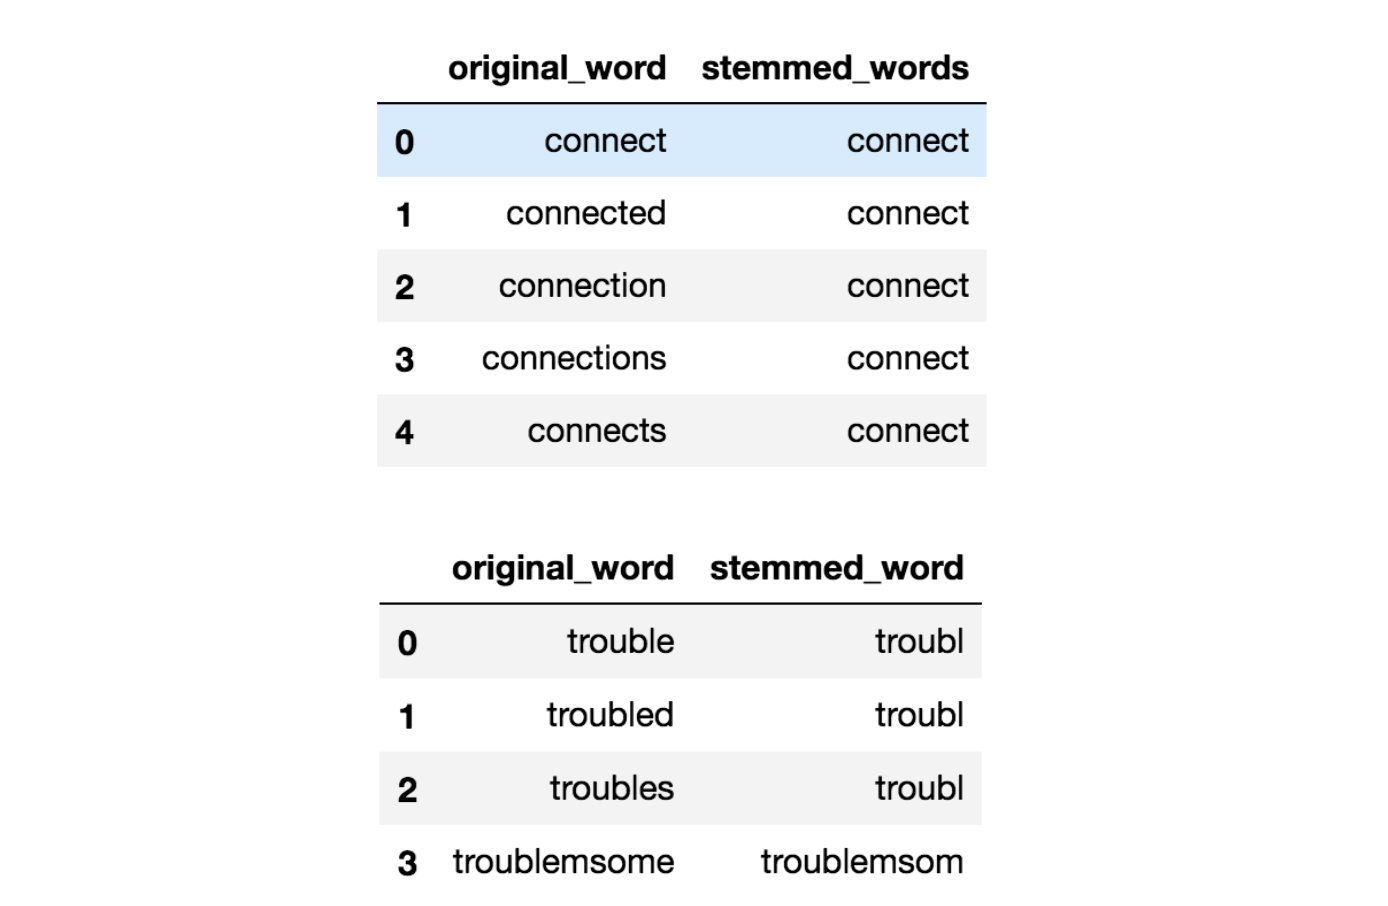 original_word stemmed_words
0 connect connect
1 connected connect
2 connection connect
3 connections connect
4 connects connect
original_word stemmed_word
0 trouble troubl
1 troubled troubl
2 troubles troubl
3 troublemsome troublemsom